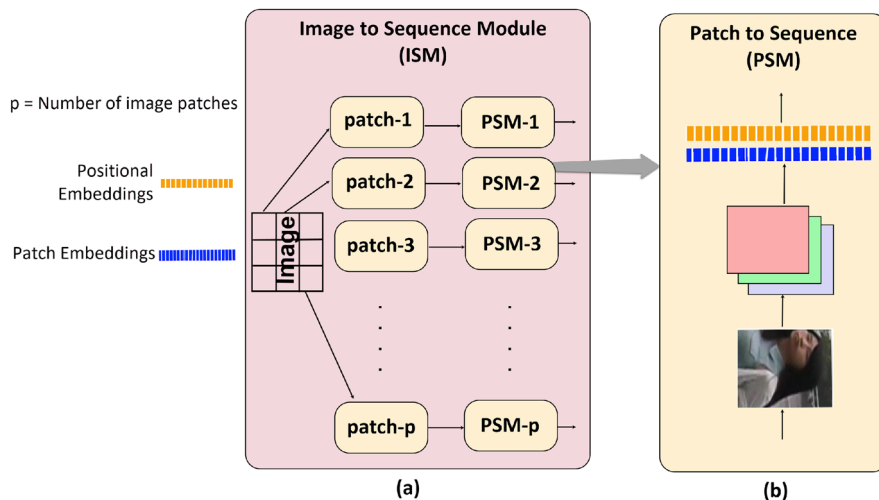 Image to Sequence Module
(ISM)
Patch to Sequence
(PSM)
p = Number of image patches
Positional
Embeddings
Patch Embeddings
Image
patch-1
PSM-1
patch-2
PSM-2
patch-3
PSM-3
patch-p
PSM-p
(a)
(b)